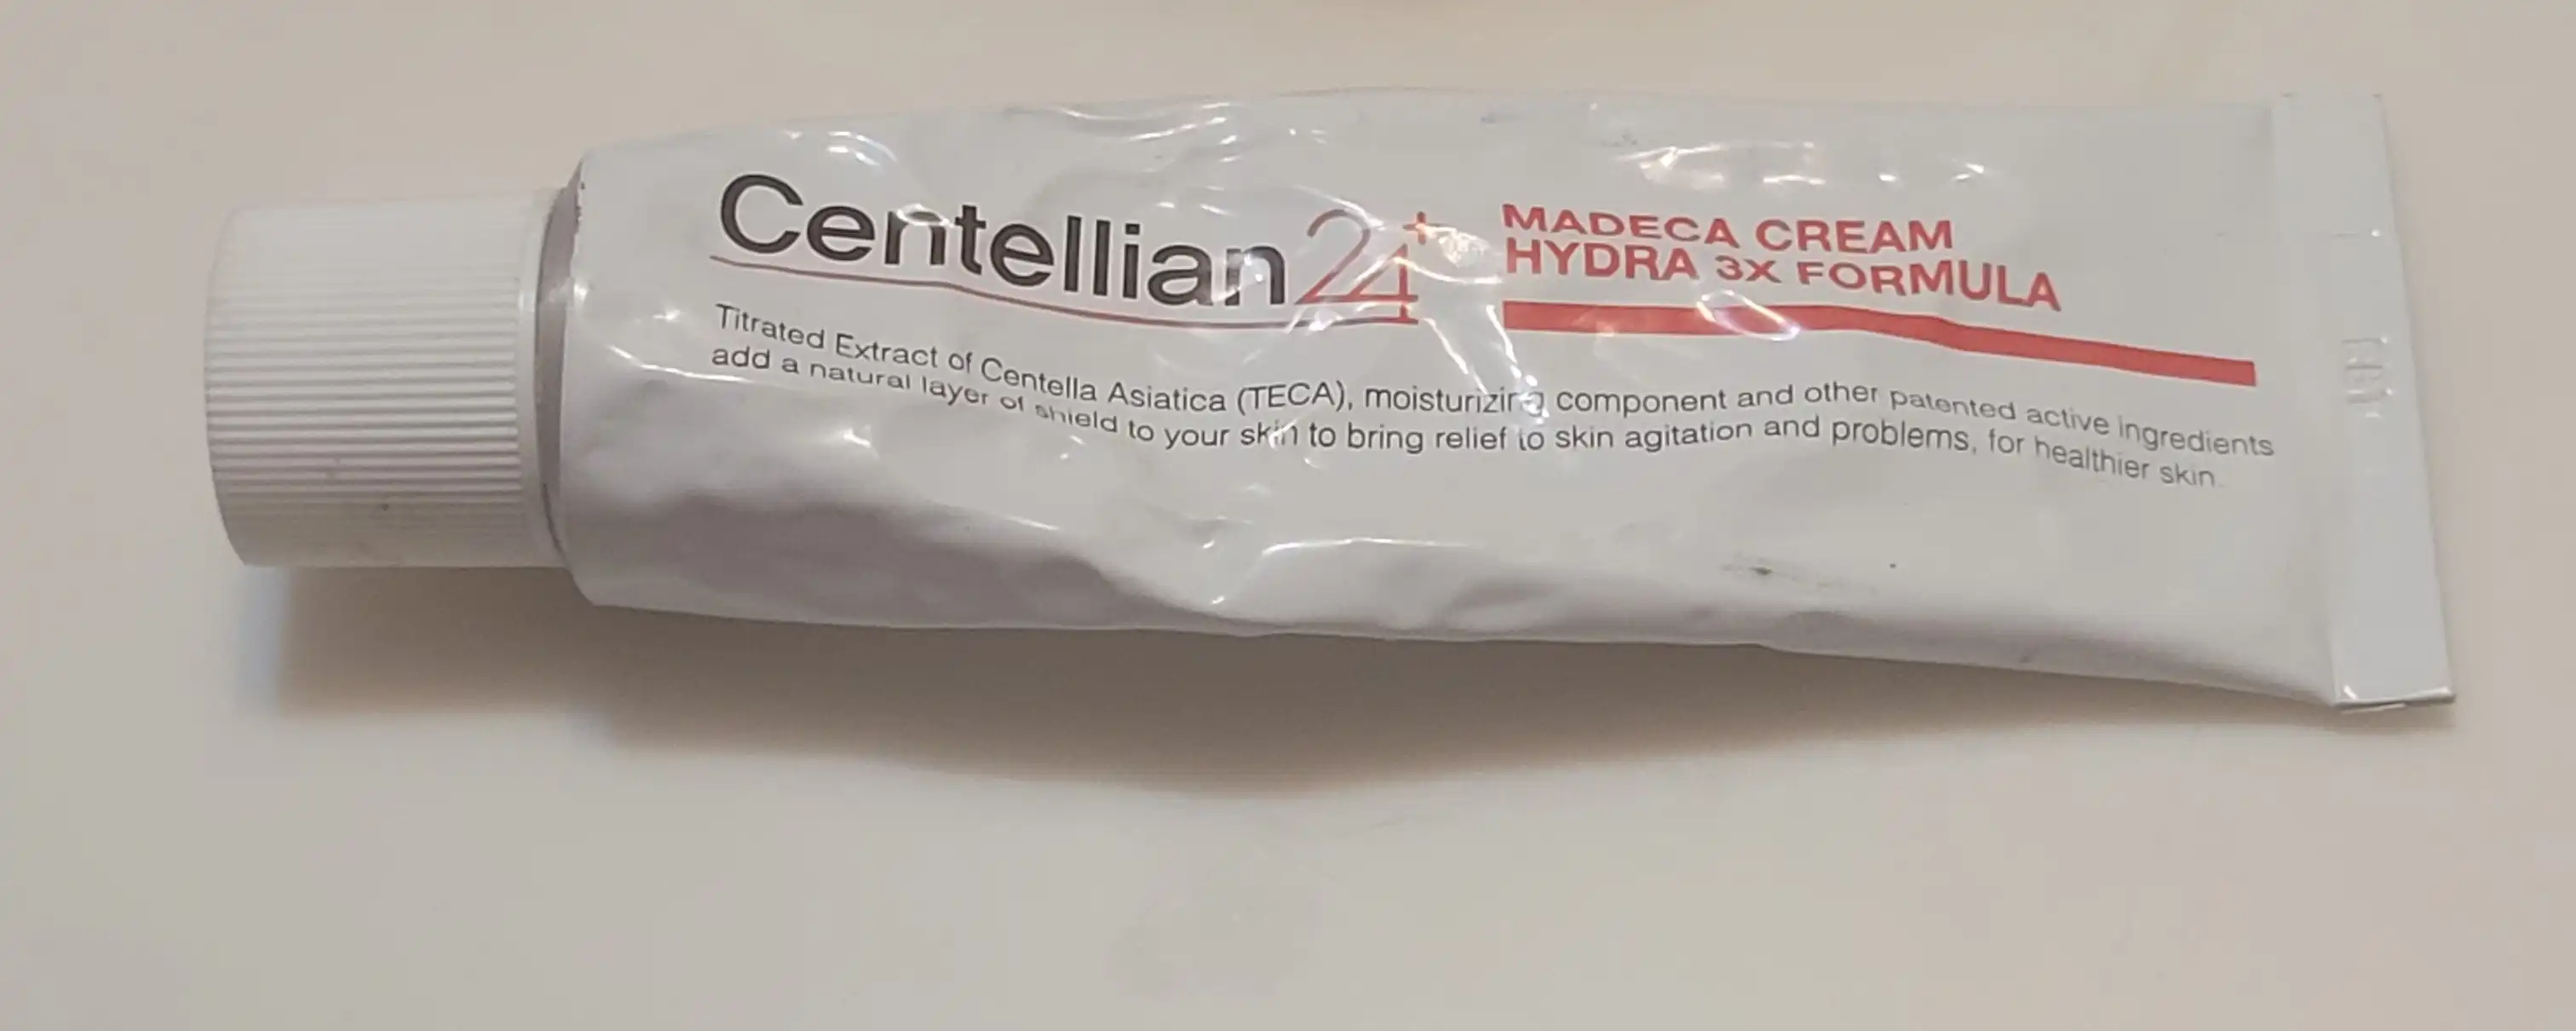 Centellian24+
MADECA CREAM
HYDRA 3X FORMULA
Titrated Extract of Centella Asiatica (TECA), moisturizing component and other patented active ingredients
add a natural layer of shield to your skin to bring relief to skin agitation and problems, for healthier skin.